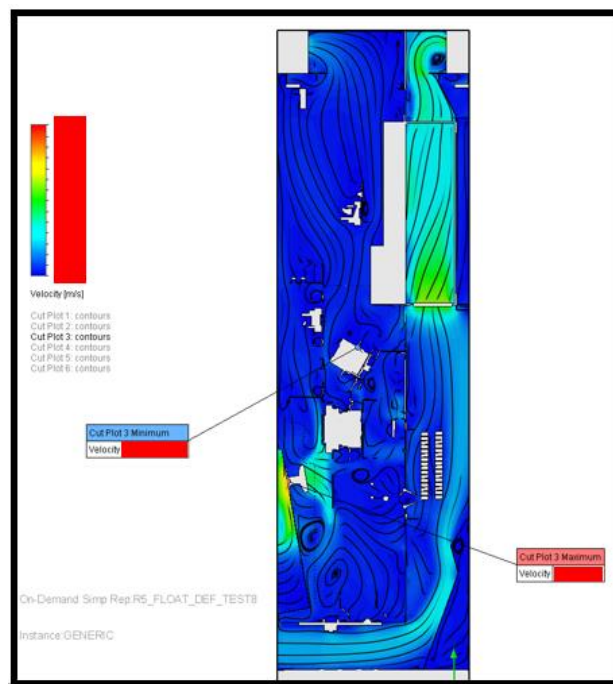 Velocity [m/s]
Cut Plot 1: contours
Cut Plot 2: contours
Cut Plot 3: contours
Cut Plot 4: contours
Cut Plot 5: contours
Cut Plot 6: contours
Cut Plot 3 Minimum
Velocity
Cut Plot 3 Maximum
Velocity
On-Demand Simp Rep:R5_FLOAT_DEF_TEST8
Instance:GENERIC